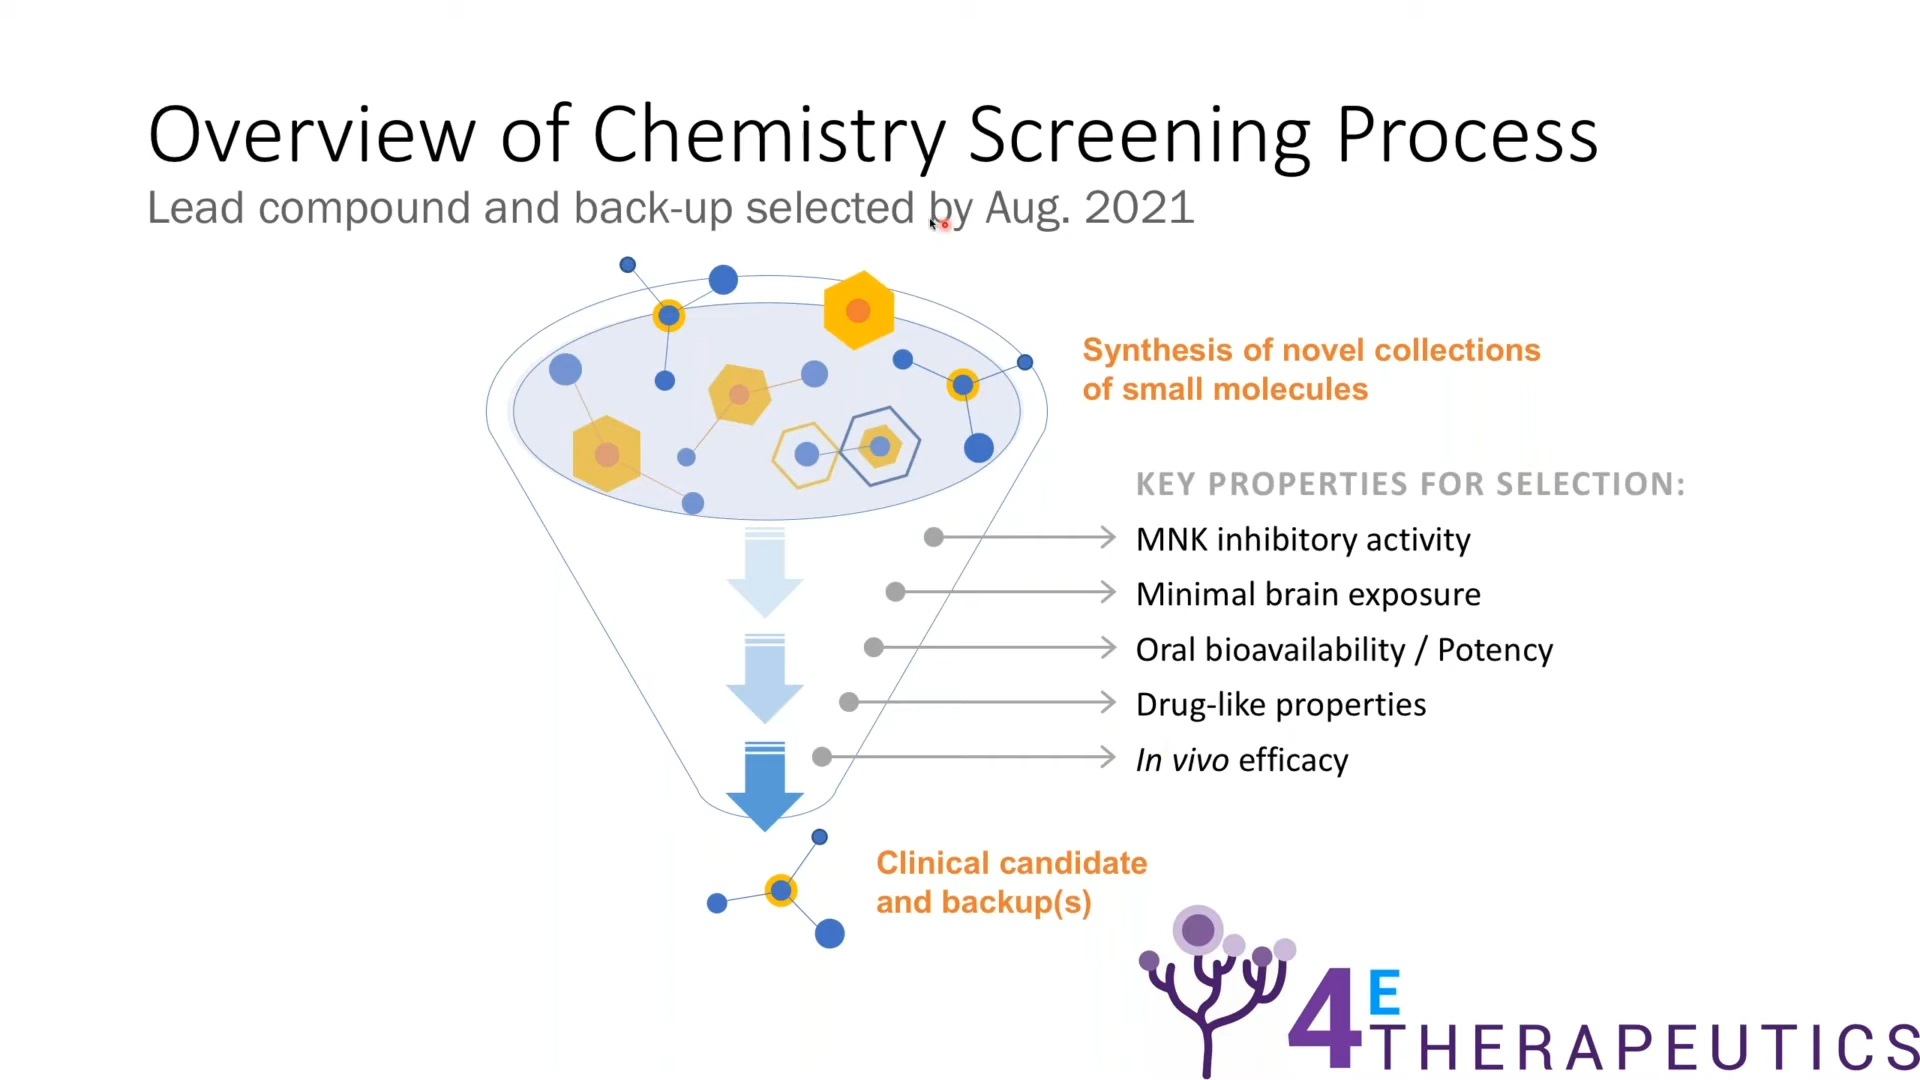 Overview of Chemistry Screening Process
Lead compound and back-up selected by Aug. 2021
Synthesis of novel collections
of small molecules
KEY PROPERTIES FOR SELECTION:
MNK inhibitory activity
Minimal brain exposure
Oral bioavailability / Potency
Drug-like properties
In vivo efficacy
Clinical candidate
and backup(s)
4E
THERAPEUTICS